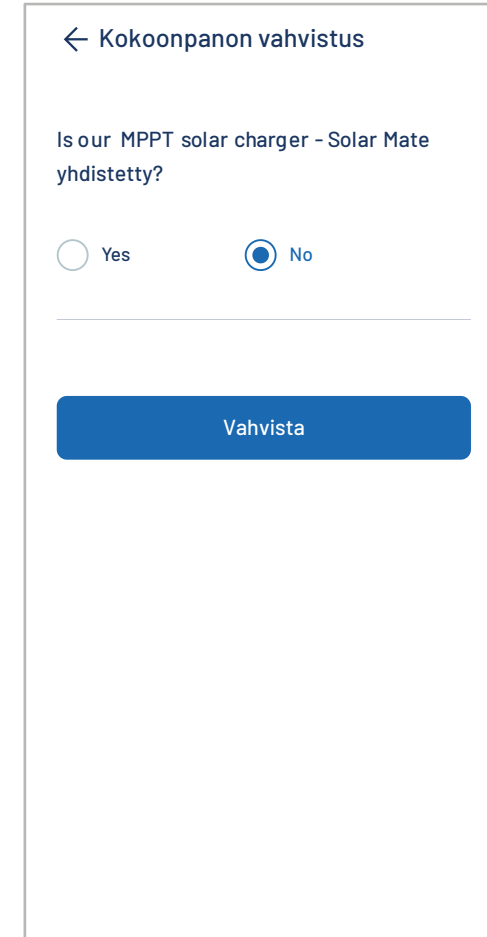 Kokoonpanon vahvistus
Is our MPPT solar charger - Solar Mate
yhdistetty?
Yes No
Vahvista